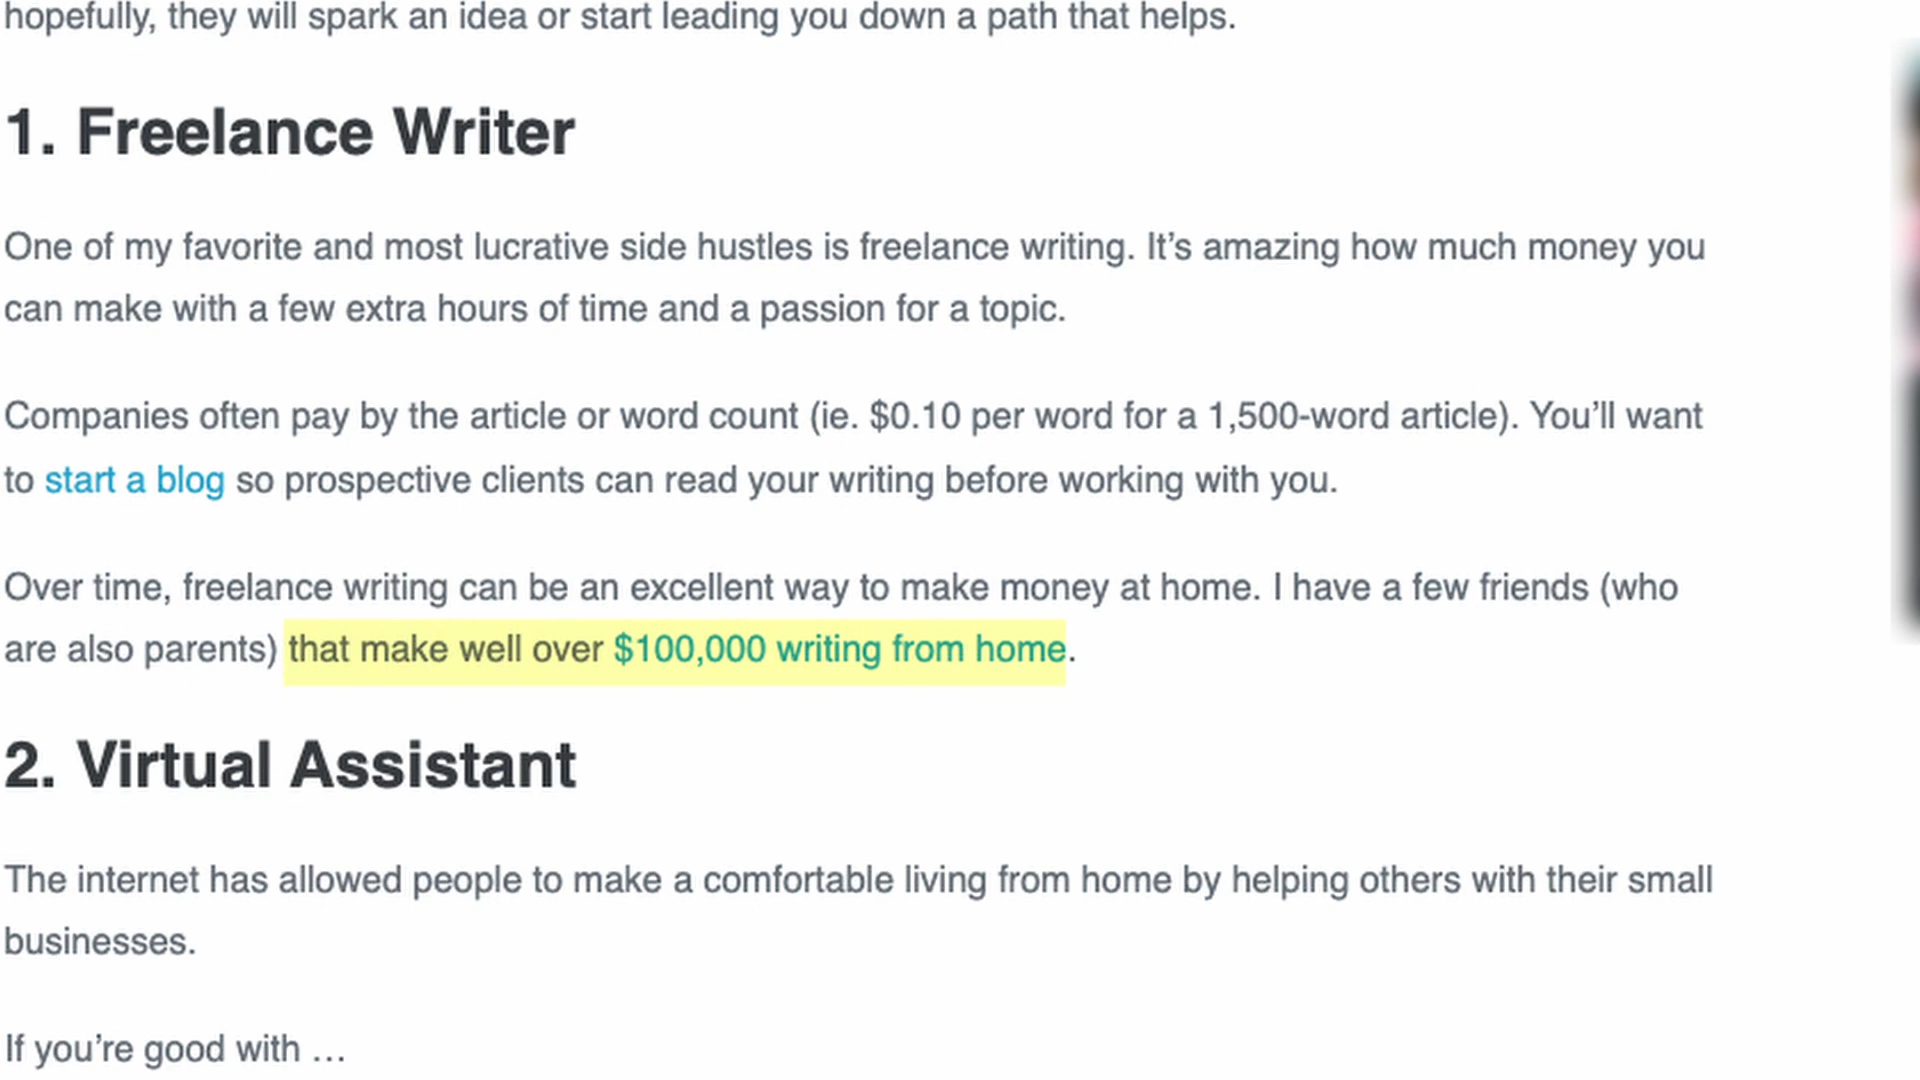 hopefully, they will spark an idea or start leading you down a path that helps.
1. Freelance Writer
One of my favorite and most lucrative side hustles is freelance writing. It’s amazing how much money you
can make with a few extra hours of time and a passion for a topic.
Companies often pay by the article or word count (ie. $0.10 per word for a 1,500-word article). You’ll want
to start a blog so prospective clients can read your writing before working with you.
Over time, freelance writing can be an excellent way to make money at home. I have a few friends (who
are also parents) that make well over $100,000 writing from home.
2. Virtual Assistant
The internet has allowed people to make a comfortable living from home by helping others with their small
businesses.
If you’re good with …